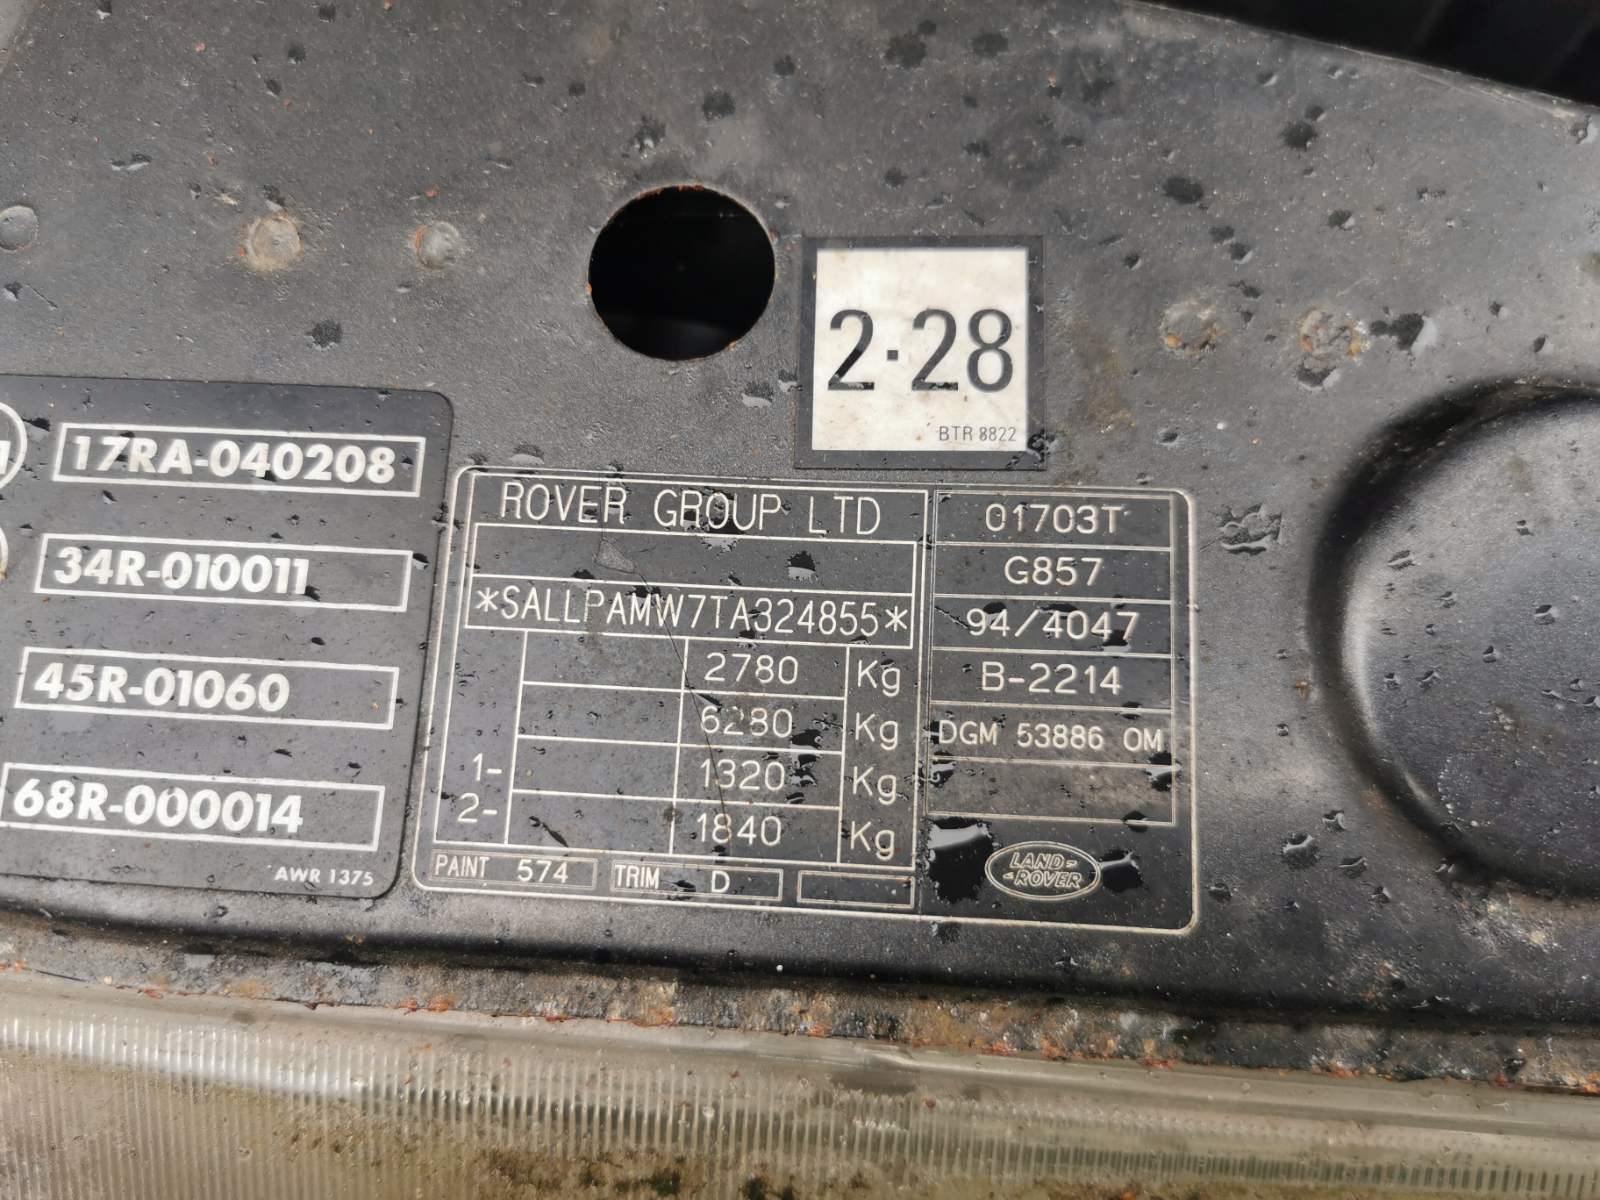 2·28
BTR 8822
17RA-040208
34R-010011
45R-01060
68R-000014
AWR 1375
ROVER GROUP LTD
*SALLPAMW7TA324855*
2780 Kg
6280 Kg
1- 1320 Kg
2- 1840 Kg
PAINT 574 TRIM D
01703T
G857
94/4047
B-2214
DGM 53886 OM
LAND-
-ROVER